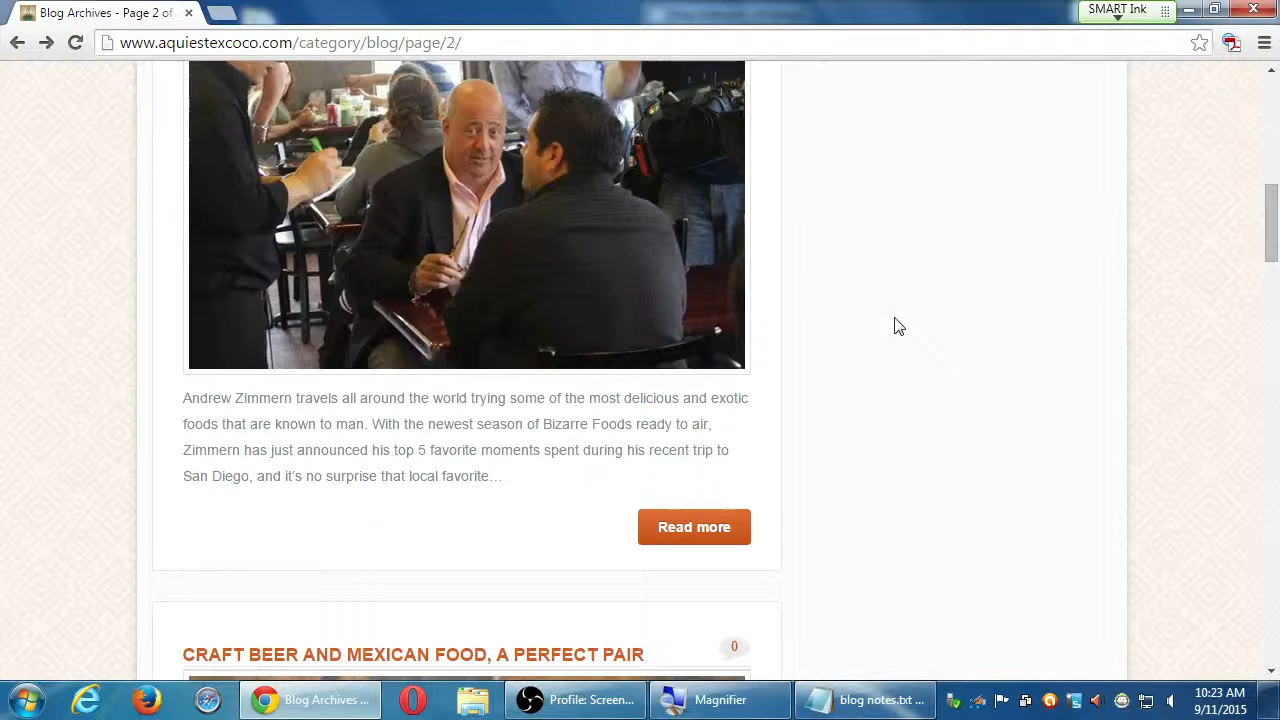 Blog Archives - Page 2 of
SMART Ink
www.aquiestexcoco.com/category/blog/page/2/
Andrew Zimmern travels all around the world trying some of the most delicious and exotic
foods that are known to man. With the newest season of Bizarre Foods ready to air,
Zimmern has just announced his top 5 favorite moments spent during his recent trip to
San Diego, and it’s no surprise that local favorite…
Read more
CRAFT BEER AND MEXICAN FOOD, A PERFECT PAIR
0
Blog Archives ...
Profile: Screen...
Magnifier
blog notes.txt ...
10:23 AM
9/11/2015